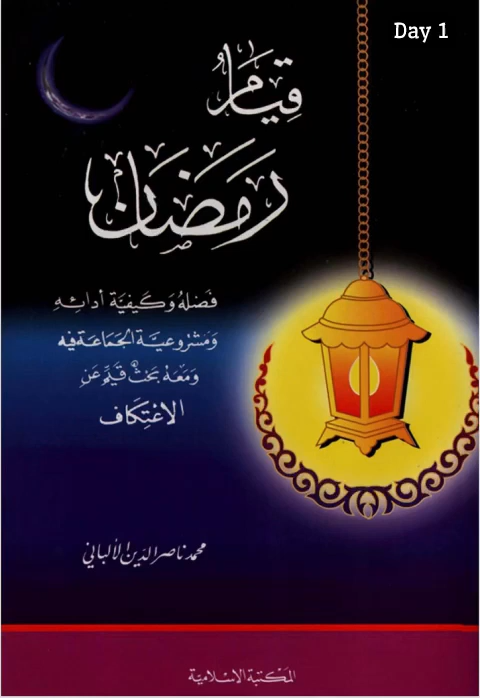 Day 1
قيام
رمضان
فضله وكيفية أدائه
ومشروعية الجماعة فيه
ومعه بحث قيم عن
الاعتكاف
محمد ناصر الدين الألباني
المكتبة الإسلامية